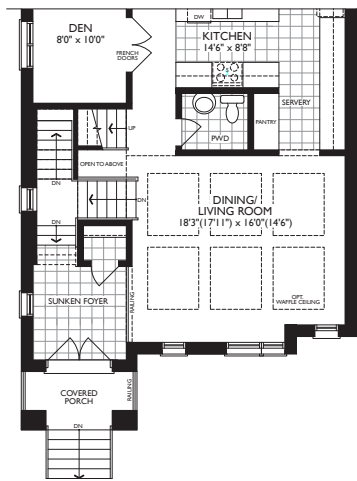 DW
DEN
8'0" x 10'0"
KITCHEN
14'6" x 8'8"
FRENCH
DOORS
SERVERY
PANTRY
UP
PWD
OPEN TO ABOVE
DN
DN
DN
DINING/
LIVING ROOM
18'3"(17'11") x 16'0"(14'6")
SUNKEN FOYER
RAILING
OPT.
WAFFLE CEILING
COVERED
PORCH
RAILING
DN